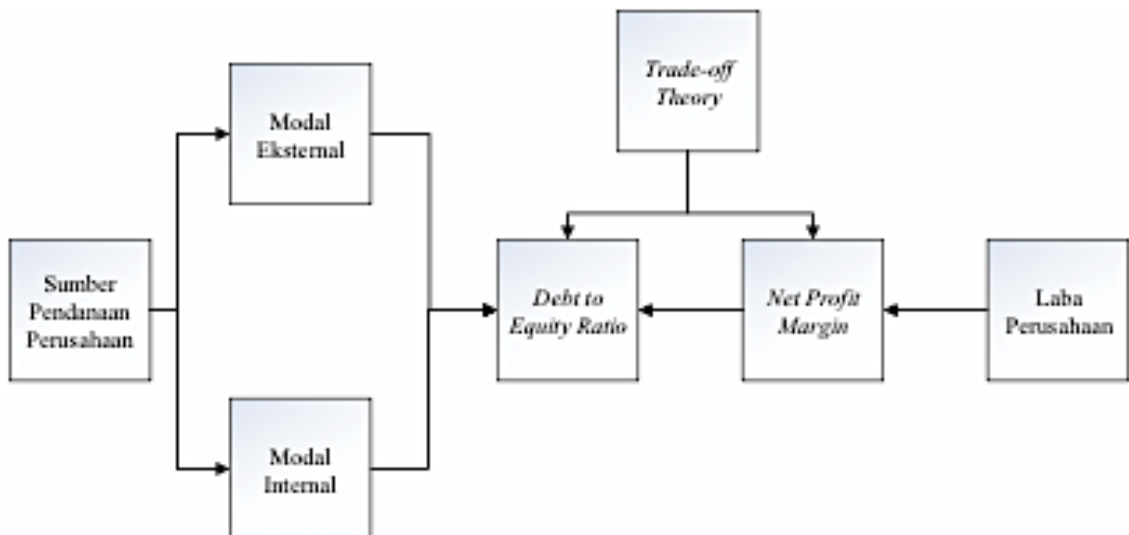 Trade-off
Theory
Modal
Eksternal
Sumber
Pendanaan
Perusahaan
Debt to
Equity Ratio
Net Profit
Margin
Laba
Perusahaan
Modal
Internal